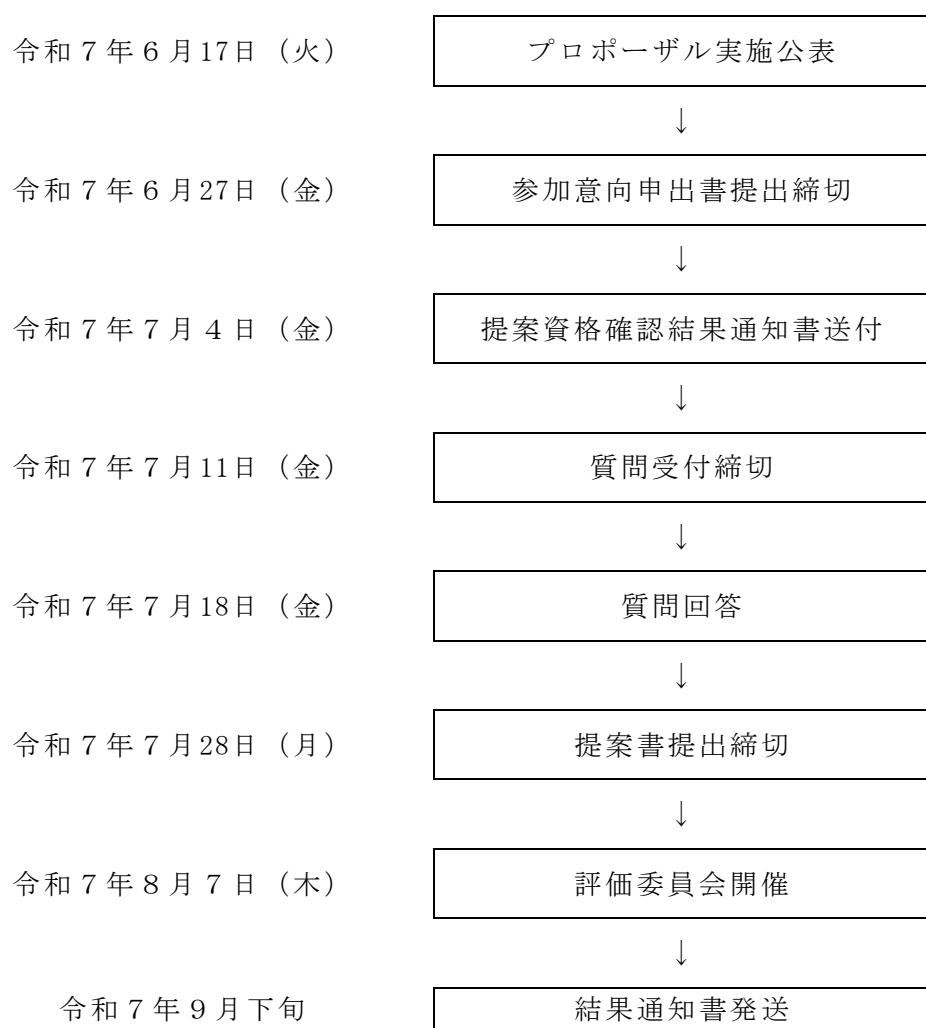 令和７年６月17日（火） プロポーザル実施公表
↓
令和７年６月27日（金） 参加意向申出書提出締切
↓
令和７年７月４日（金） 提案資格確認結果通知書送付
↓
令和７年７月11日（金） 質問受付締切
↓
令和７年７月18日（金） 質問回答
↓
令和７年７月28日（月） 提案書提出締切
↓
令和７年８月７日（木） 評価委員会開催
↓
令和７年９月下旬 結果通知書発送